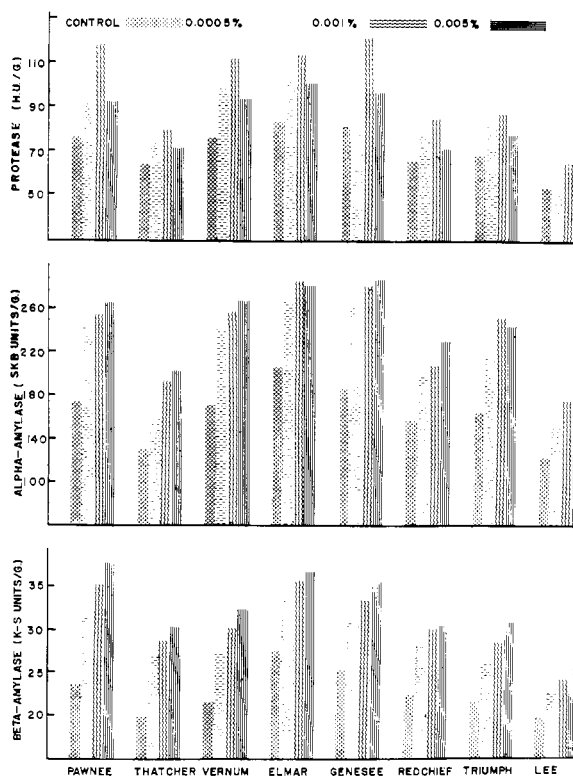 CONTROL 0.0005% 0.001% 0.005%
PROTEASE (H.U./G.)
110
90
70
50
ALPHA-AMYLASE (SKB UNITS/G)
260
220
180
140
100
BETA-AMYLASE (K-S UNITS/G)
35
30
25
20
PAWNEE THATCHER VERNUM ELMAR GENESEE REDCHIEF TRIUMPH LEE